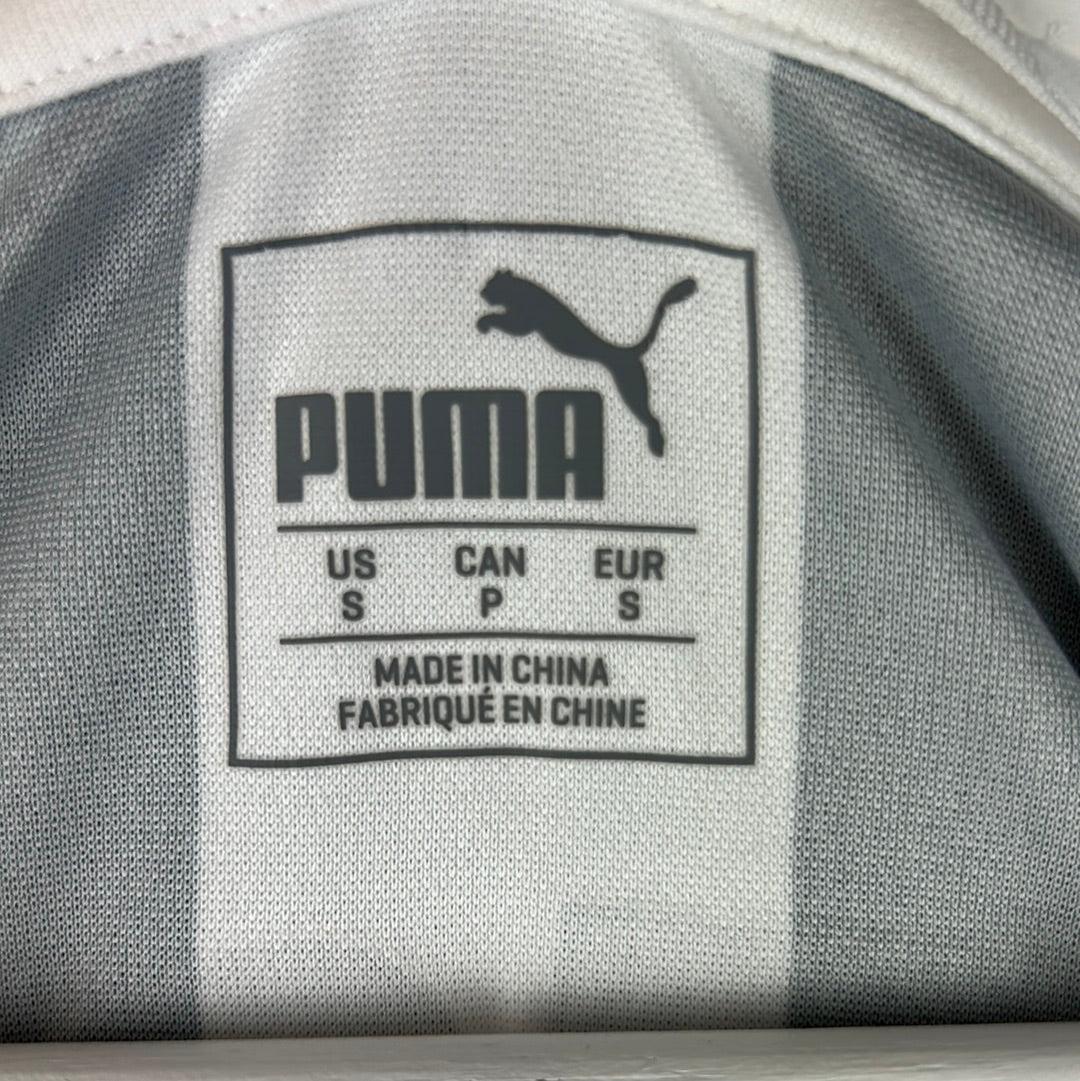 PUMA
US CAN EUR
S P S
MADE IN CHINA
FABRIQUÉ EN CHINE